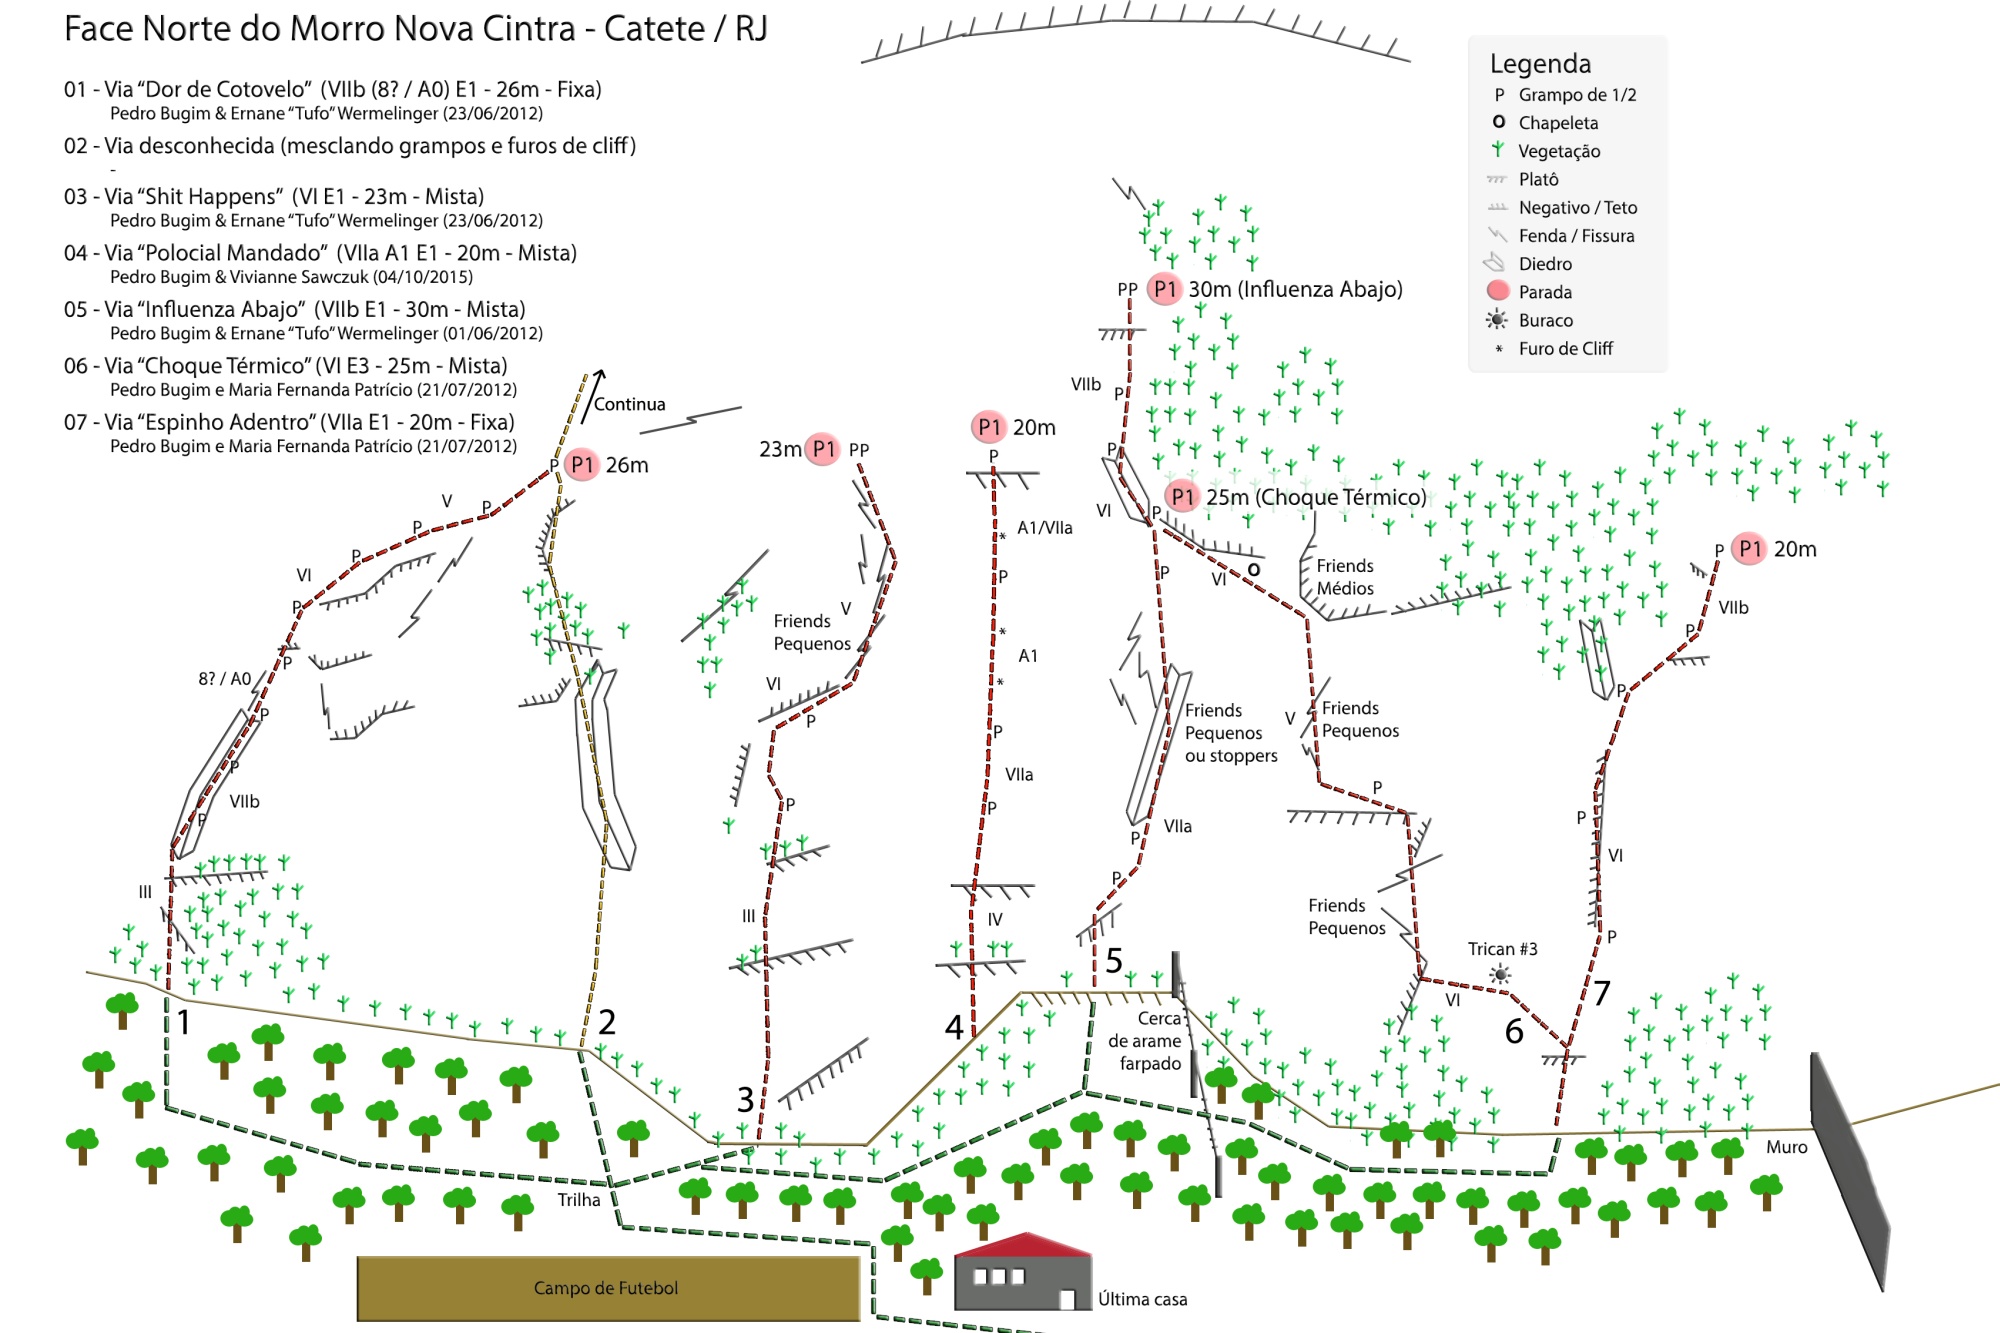 Face Norte do Morro Nova Cintra - Catete / RJ
01 - Via “Dor de Cotovelo” (VIIb (8? / A0) E1 - 26m - Fixa)
Pedro Bugim & Ernane “Tufo” Wermelinger (23/06/2012)
02 - Via desconhecida (mesclando grampos e furos de cliff)
-
03 - Via “Shit Happens” (VI E1 - 23m - Mista)
Pedro Bugim & Ernane “Tufo” Wermelinger (23/06/2012)
04 - Via “Polocial Mandado” (VIIa A1 E1 - 20m - Mista)
Pedro Bugim & Vivianne Sawczuk (04/10/2015)
05 - Via “Influenza Abajo” (VIIb E1 - 30m - Mista)
Pedro Bugim & Ernane “Tufo” Wermelinger (01/06/2012)
06 - Via “Choque Térmico” (VI E3 - 25m - Mista)
Pedro Bugim e Maria Fernanda Patrício (21/07/2012)
07 - Via “Espinho Adentro” (VIIa E1 - 20m - Fixa)
Pedro Bugim e Maria Fernanda Patrício (21/07/2012)
Legenda
P Grampo de 1/2
O Chapeleta
Vegetação
Platô
Negativo / Teto
Fenda / Fissura
Diedro
Parada
Buraco
* Furo de Cliff
Continua
P P1 26m
V
P
P
P
VI
P
P
8? / A0
P
P
VIIb
P
III
1
2
23m P1 PP
V
Friends
Pequenos
VI
P
P
III
3
P1 20m
P
A1/VIIa
*
P
*
A1
*
P
VIIa
P
IV
4
PP P1 30m (Influenza Abajo)
VIIb
P
P
VI
P1 25m (Choque Térmico)
P
P
Friends
Pequenos
ou stoppers
VIIa
P
P
5
VI
O
Friends
Médios
V
Friends
Pequenos
P
Friends
Pequenos
Trican #3
VI
6
P P1 20m
VIIb
P
P
P
VI
P
7
Cerca
de arame
farpado
Muro
Trilha
Campo de Futebol
Última casa